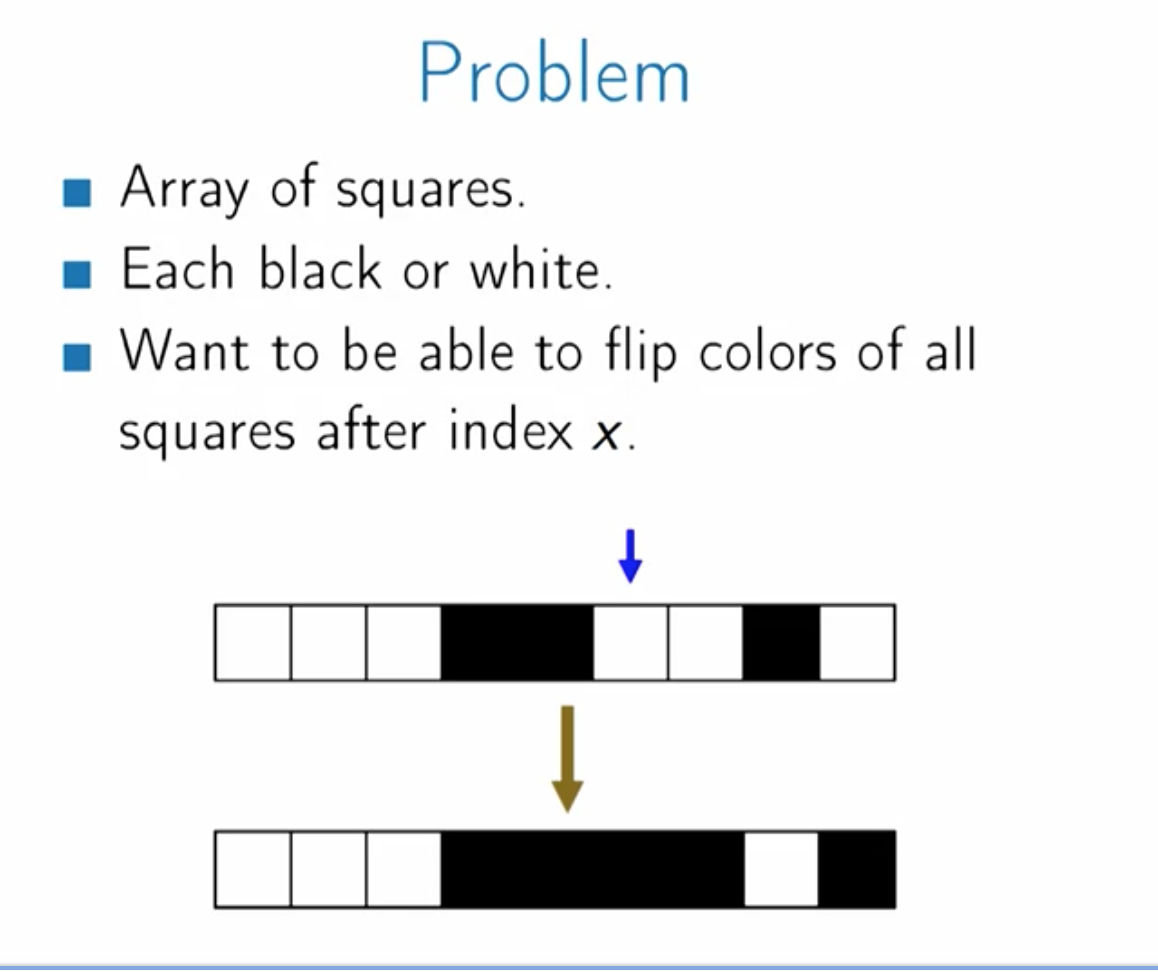 Problem
Array of squares.
Each black or white.
Want to be able to flip colors of all
squares after index x.